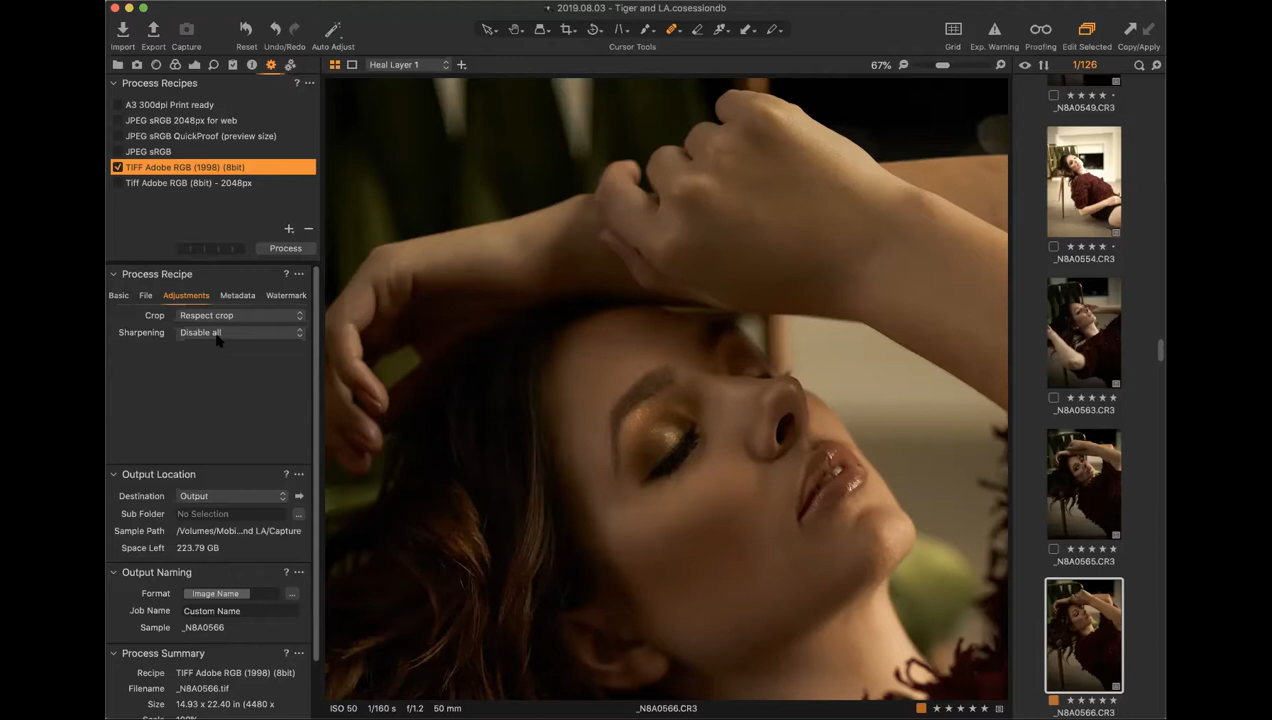 2019.08.03 - Tiger and LA.cosessiondb
Import Export Capture Reset Undo/Redo Auto Adjust Cursor Tools Grid Exp. Warning Proofing Edit Selected Copy/Apply
Heal Layer 1 67% 1/126
Process Recipes ?
A3 300dpi Print ready
JPEG sRGB 2048px for web
JPEG sRGB QuickProof (preview size)
JPEG sRGB
TIFF Adobe RGB (1998) (8bit)
Tiff Adobe RGB (8bit) - 2048px
Process
Process Recipe ?
Basic File Adjustments Metadata Watermark
Crop Respect crop
Sharpening Disable all
Output Location ?
Destination Output
Sub Folder No Selection
Sample Path /Volumes/Mobi...nd LA/Capture
Space Left 223.79 GB
Output Naming ?
Format Image Name
Job Name Custom Name
Sample _N8A0566
Process Summary ?
Recipe TIFF Adobe RGB (1998) (8bit)
Filename _N8A0566.tif
Size 14.93 x 22.40 in (4480 x
Scale 100%
ISO 50 1/160 s f/1.2 50 mm _N8A0566.CR3
_N8A0549.CR3
_N8A0554.CR3
_N8A0563.CR3
_N8A0565.CR3
_N8A0566.CR3